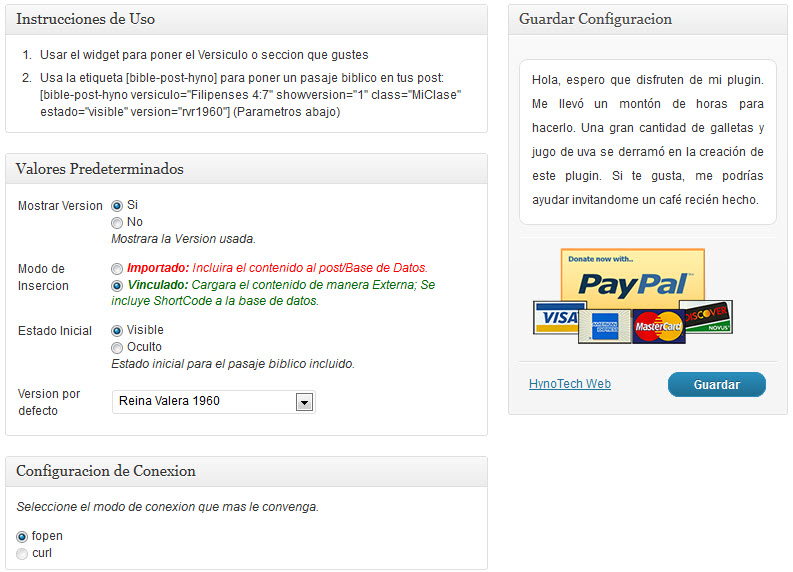 Instrucciones de Uso
1. Usar el widget para poner el Versiculo o seccion que gustes
2. Usa la etiqueta [bible-post-hyno] para poner un pasaje biblico en tus post:
[bible-post-hyno versiculo="Filipenses 4:7" showversion="1" class="MiClase"
estado="visible" version="rvr1960"] (Parametros abajo)
Valores Predeterminados
Mostrar Version
Si
No
Mostrara la Version usada.
Modo de
Insercion
Importado: Incluira el contenido al post/Base de Datos.
Vinculado: Cargara el contenido de manera Externa; Se
incluye ShortCode a la base de datos.
Estado Inicial
Visible
Oculto
Estado inicial para el pasaje biblico incluido.
Version por
defecto
Reina Valera 1960
Configuracion de Conexion
Seleccione el modo de conexion que mas le convenga.
fopen
curl
Guardar Configuracion
Hola, espero que disfruten de mi plugin.
Me llevó un montón de horas para
hacerlo. Una gran cantidad de galletas y
jugo de uva se derramó en la creación de
este plugin. Si te gusta, me podrías
ayudar invitandome un café recién hecho.
Donate now with..
PayPal
VISA
AMERICAN
EXPRESS
MasterCard
DISCOVER
NOVUS
HynoTech Web
Guardar